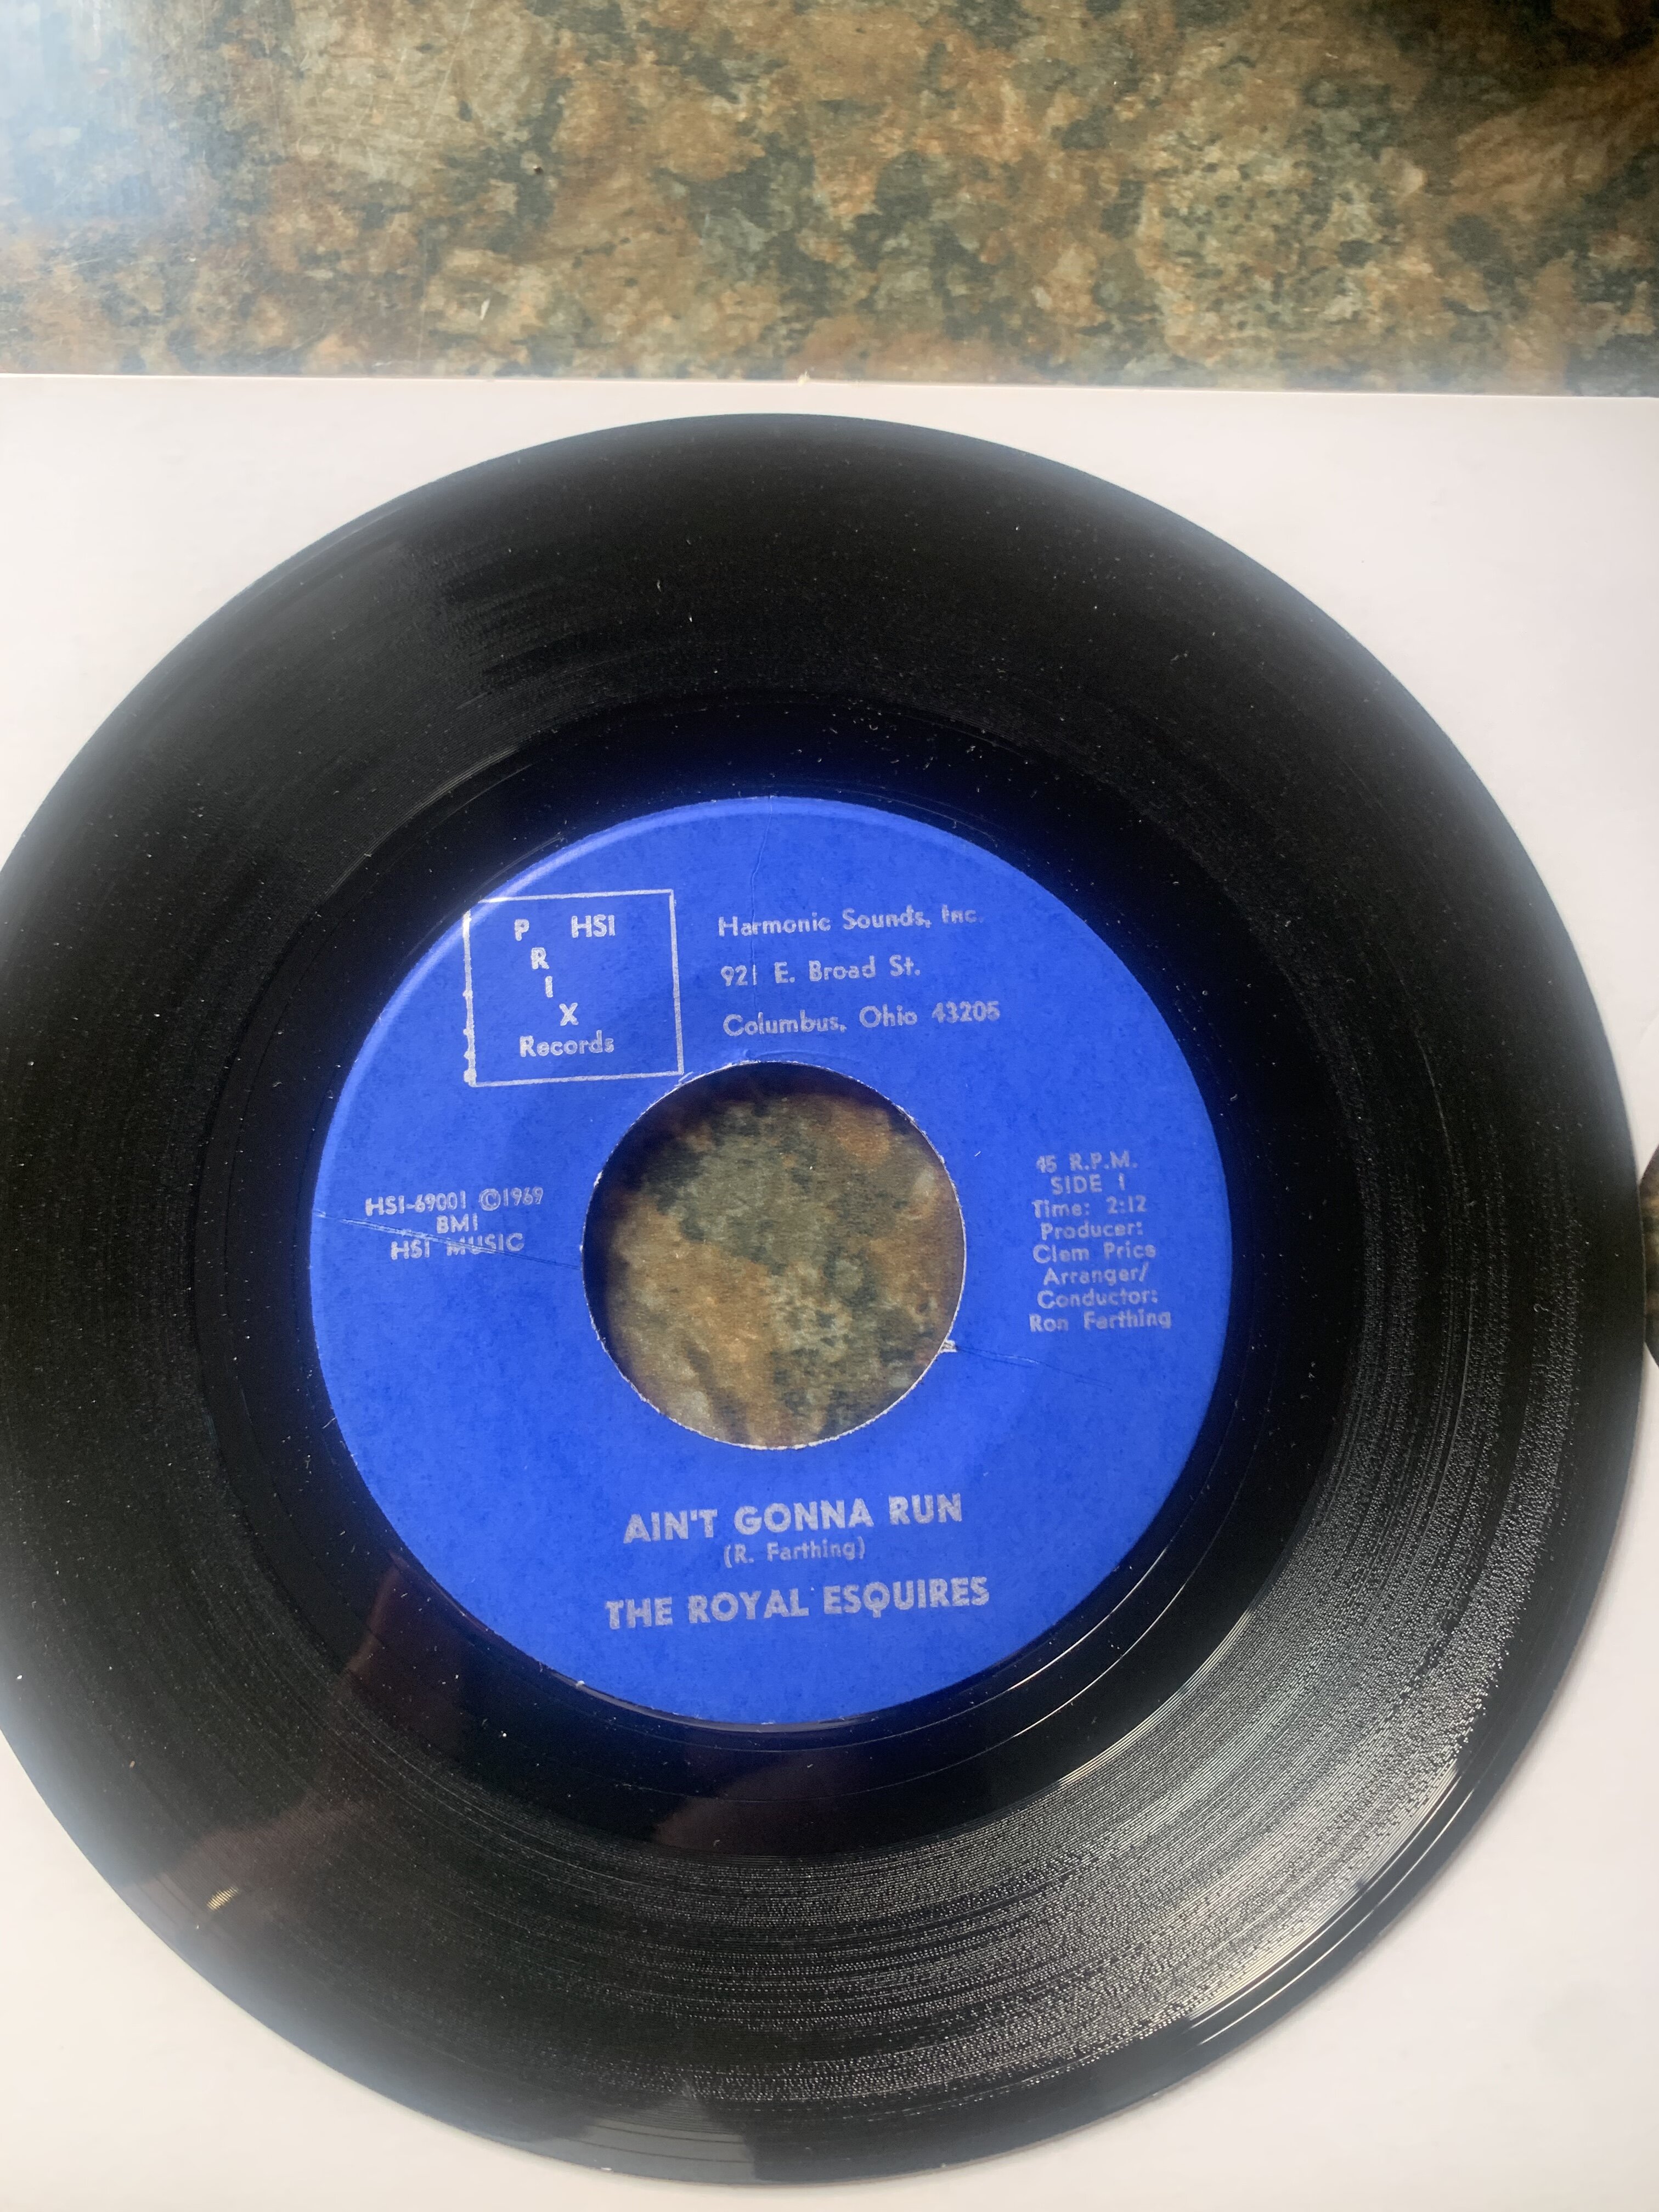 P HSI
R
I
X
Records
Harmonic Sounds, Inc.
921 E. Broad St.
Columbus, Ohio 43205
HSI-69001 ©1969
BMI
HSI MUSIC
45 R.P.M.
SIDE 1
Time: 2:12
Producer:
Clem Price
Arranger/
Conductor:
Ron Farthing
AIN'T GONNA RUN
(R. Farthing)
THE ROYAL ESQUIRES